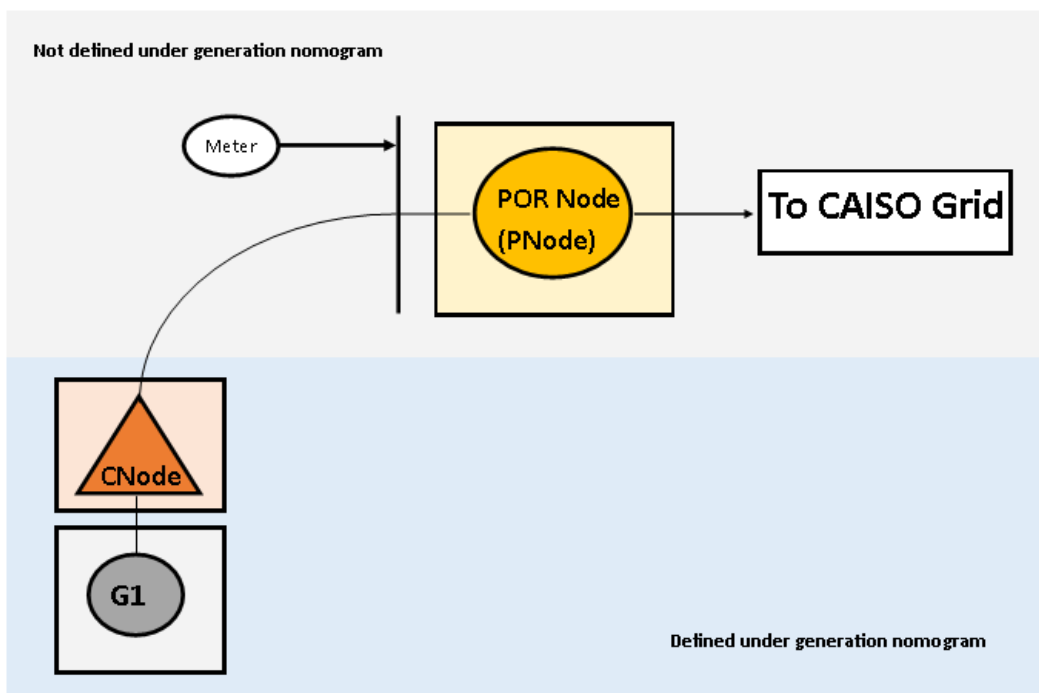 Not defined under generation nomogram
Meter
POR Node
(PNode)
To CAISO Grid
CNode
G1
Defined under generation nomogram